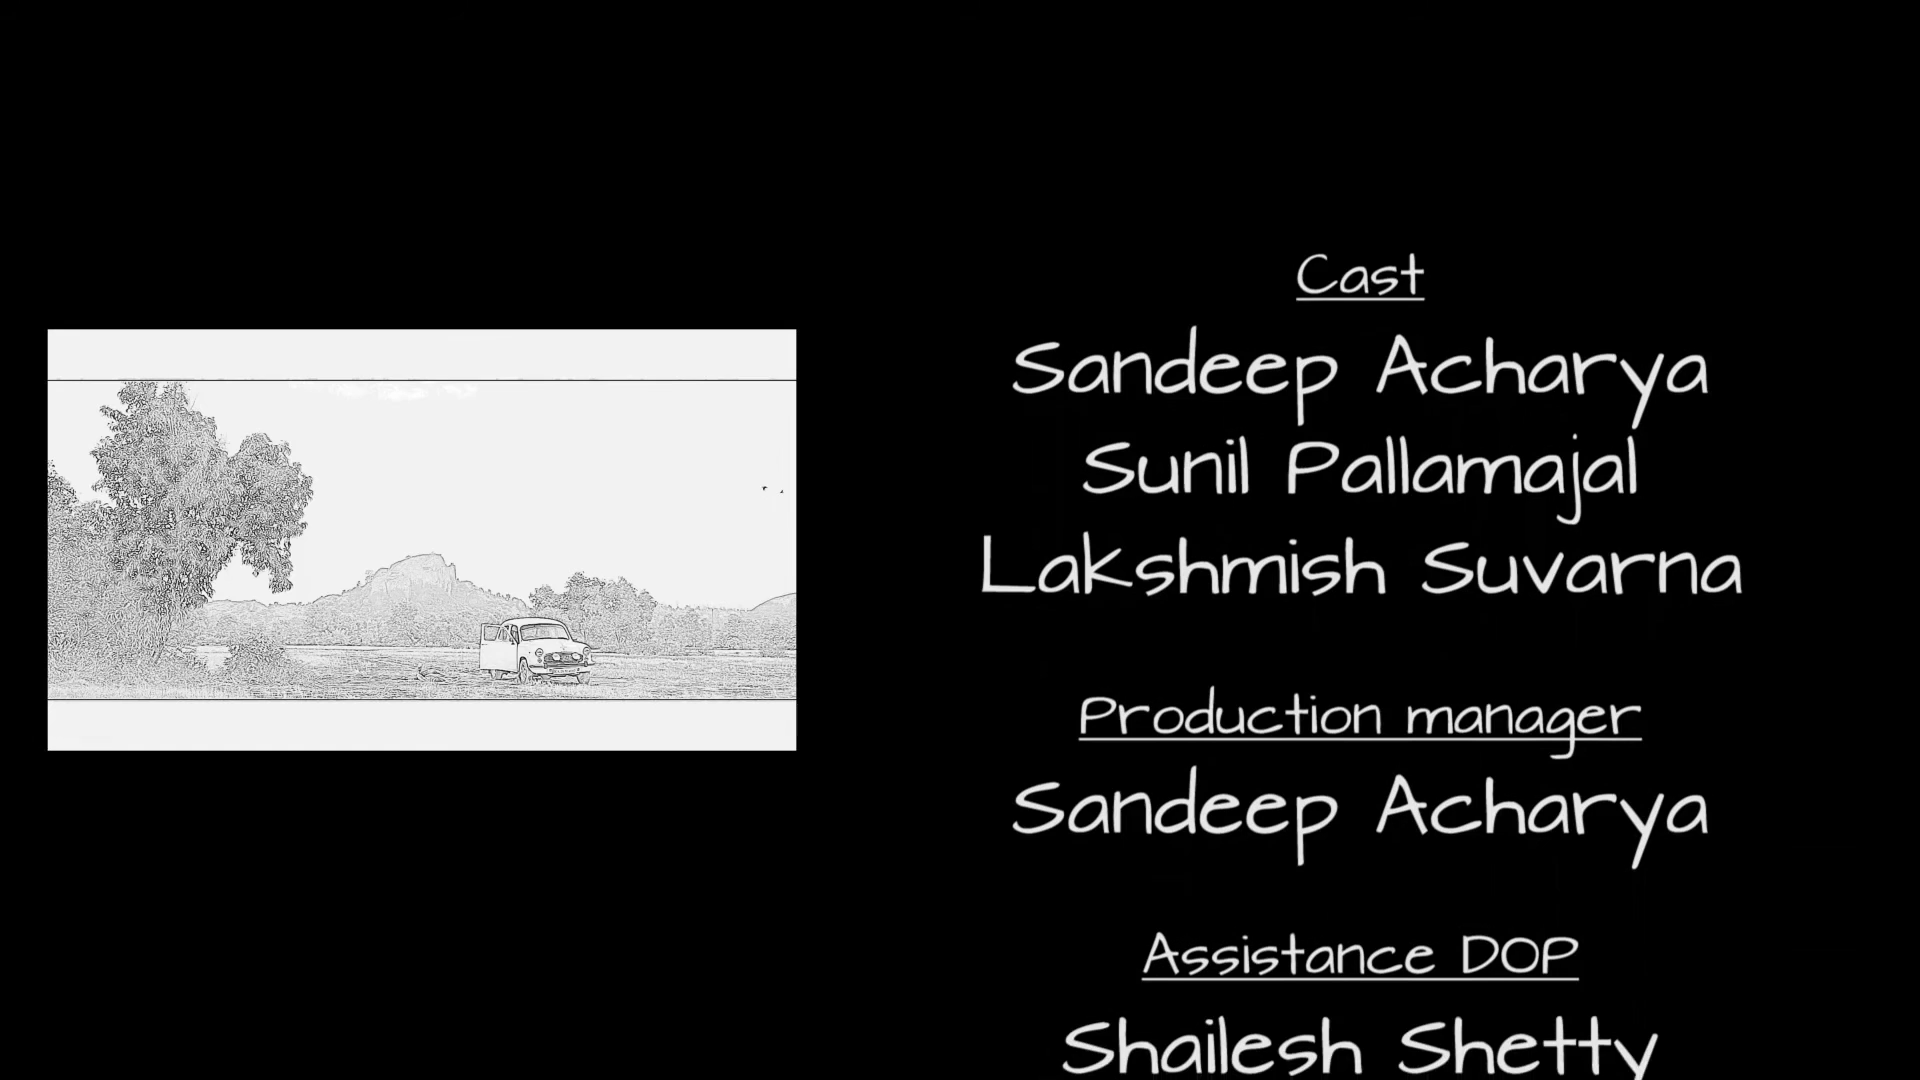 Cast
Sandeep Acharya
Sunil Pallamajal
Lakshmish Suvarna
Production manager
Sandeep Acharya
Assistance DOP
Shailesh Shetty